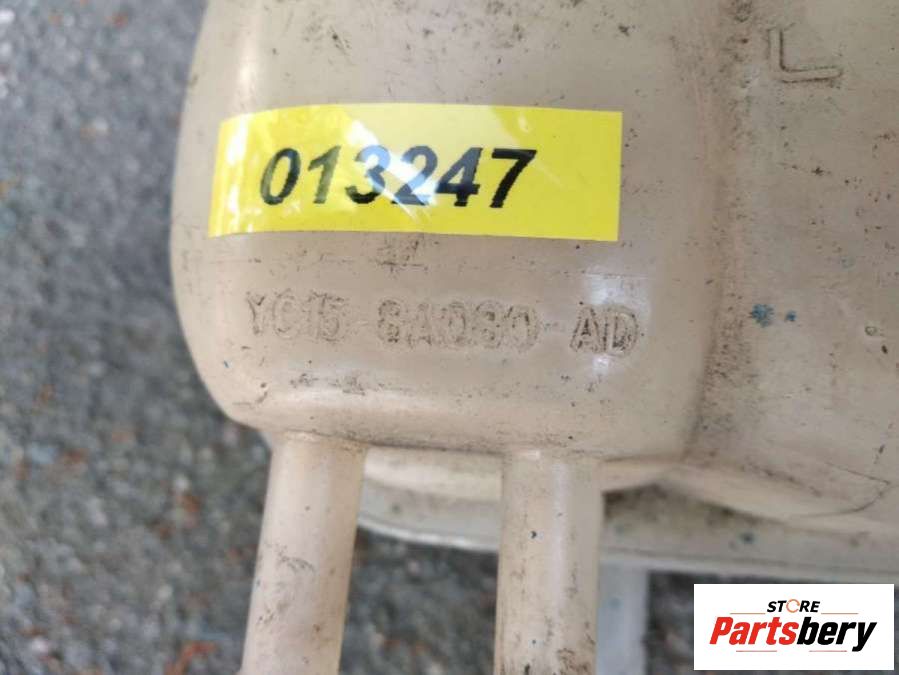 L
013247
YC15 8A080 AD
STORE
Partsbery